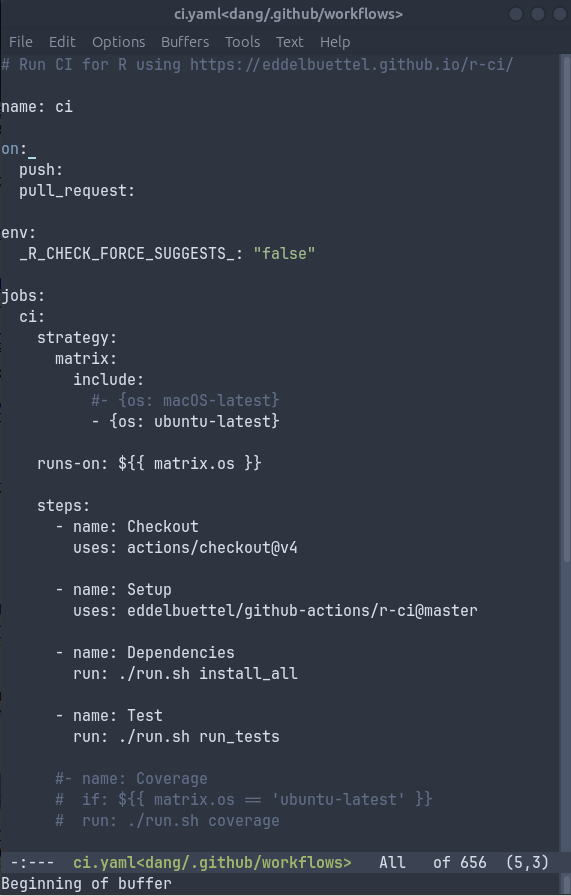 ci.yaml<dang/.github/workflows>
File Edit Options Buffers Tools Text Help
# Run CI for R using https://eddelbuettel.github.io/r-ci/
name: ci
on:
  push:
  pull_request:
env:
  _R_CHECK_FORCE_SUGGESTS_: "false"
jobs:
  ci:
    strategy:
      matrix:
        include:
          #- {os: macOS-latest}
          - {os: ubuntu-latest}
    runs-on: ${{ matrix.os }}
    steps:
      - name: Checkout
        uses: actions/checkout@v4
      - name: Setup
        uses: eddelbuettel/github-actions/r-ci@master
      - name: Dependencies
        run: ./run.sh install_all
      - name: Test
        run: ./run.sh run_tests
      #- name: Coverage
      #  if: ${{ matrix.os == 'ubuntu-latest' }}
      #  run: ./run.sh coverage
-:--- ci.yaml<dang/.github/workflows> All of 656 (5,3)
Beginning of buffer